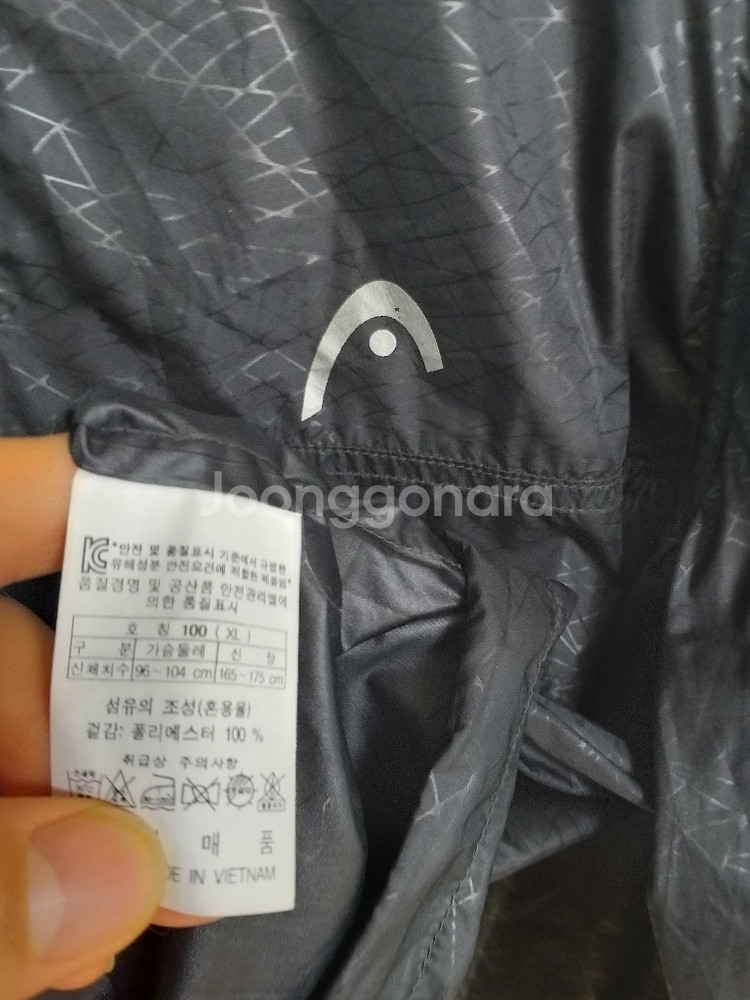 Joonggonara
"안전 및 품질표시 기준에서 규정한
유해성분 안전요건에 적합한 제품임"
품질경영 및 공산품 안전관리법에
의한 품질표시
호 칭 100 (XL)
구 분 가슴둘레 신 장
신체치수 96~104 cm 165~175 cm
섬유의 조성(혼용율)
겉감: 폴리에스터 100 %
취급상 주의사항
매 품
DE IN VIETNAM